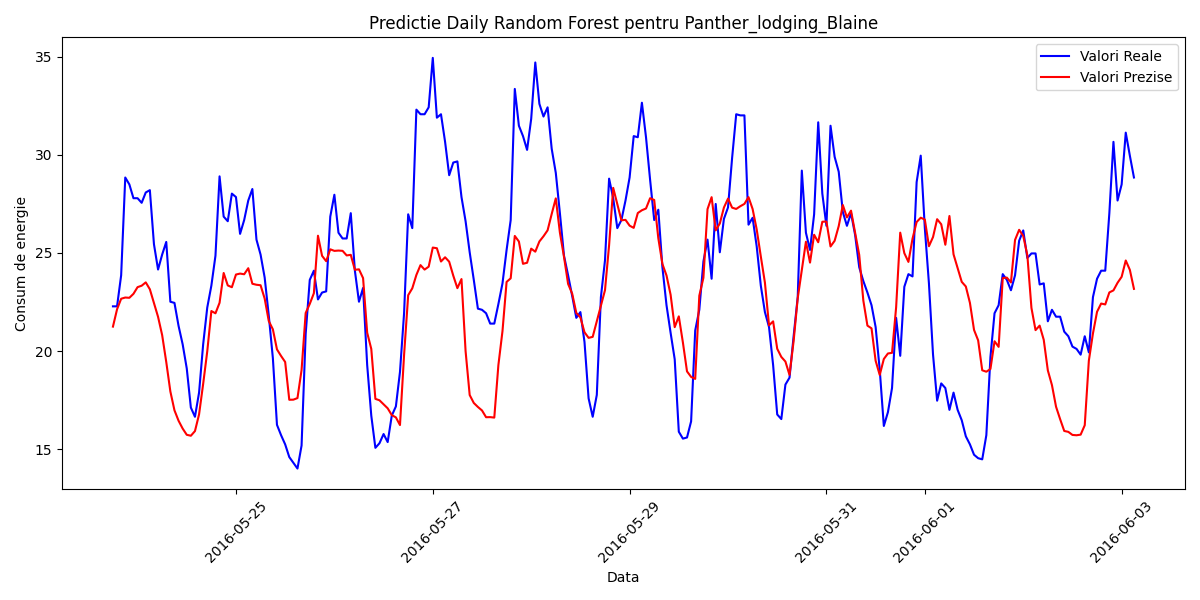 Predictie Daily Random Forest pentru Panther_lodging_Blaine
Valori Reale
Valori Prezise
Consum de energie
35
30
25
20
15
2016-05-25
2016-05-27
2016-05-29
2016-05-31
2016-06-01
2016-06-03
Data